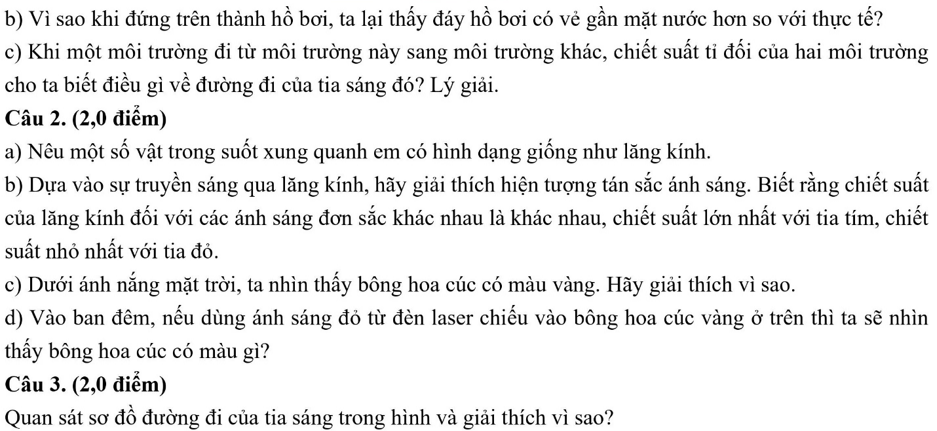 b) Vì sao khi đứng trên thành hồ bơi, ta lại thấy đáy hồ bơi có vẻ gần mặt nước hơn so với thực tế?
c) Khi một môi trường đi từ môi trường này sang môi trường khác, chiết suất tỉ đối của hai môi trường
cho ta biết điều gì về đường đi của tia sáng đó? Lý giải.
Câu 2. (2,0 điểm)
a) Nêu một số vật trong suốt xung quanh em có hình dạng giống như lăng kính.
b) Dựa vào sự truyền sáng qua lăng kính, hãy giải thích hiện tượng tán sắc ánh sáng. Biết rằng chiết suất
của lăng kính đối với các ánh sáng đơn sắc khác nhau là khác nhau, chiết suất lớn nhất với tia tím, chiết
suất nhỏ nhất với tia đỏ.
c) Dưới ánh nắng mặt trời, ta nhìn thấy bông hoa cúc có màu vàng. Hãy giải thích vì sao.
d) Vào ban đêm, nếu dùng ánh sáng đỏ từ đèn laser chiếu vào bông hoa cúc vàng ở trên thì ta sẽ nhìn
thấy bông hoa cúc có màu gì?
Câu 3. (2,0 điểm)
Quan sát sơ đồ đường đi của tia sáng trong hình và giải thích vì sao?